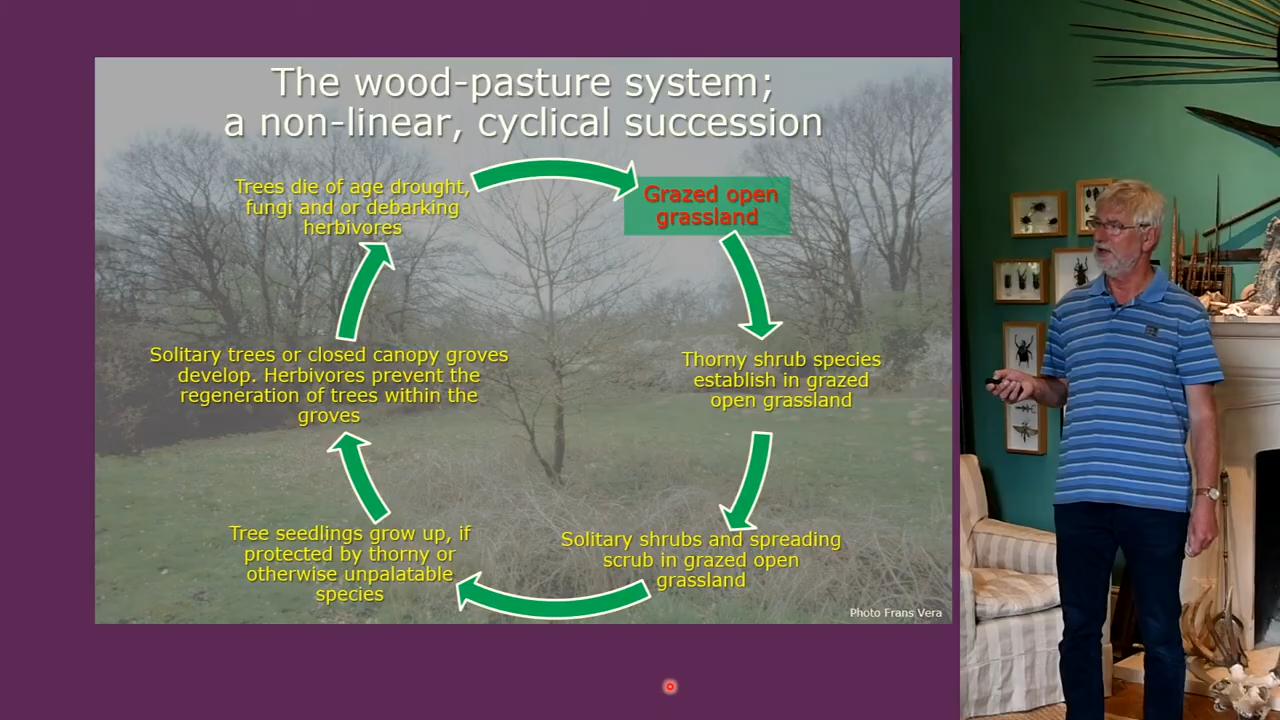 The wood-pasture system;
a non-linear, cyclical succession
Trees die of age drought,
fungi and or debarking
herbivores
Grazed open
grassland
Thorny shrub species
establish in grazed
open grassland
Solitary shrubs and spreading
scrub in grazed open
grassland
Tree seedlings grow up, if
protected by thorny or
otherwise unpalatable
species
Solitary trees or closed canopy groves
develop. Herbivores prevent the
regeneration of trees within the
groves
Photo Frans Vera